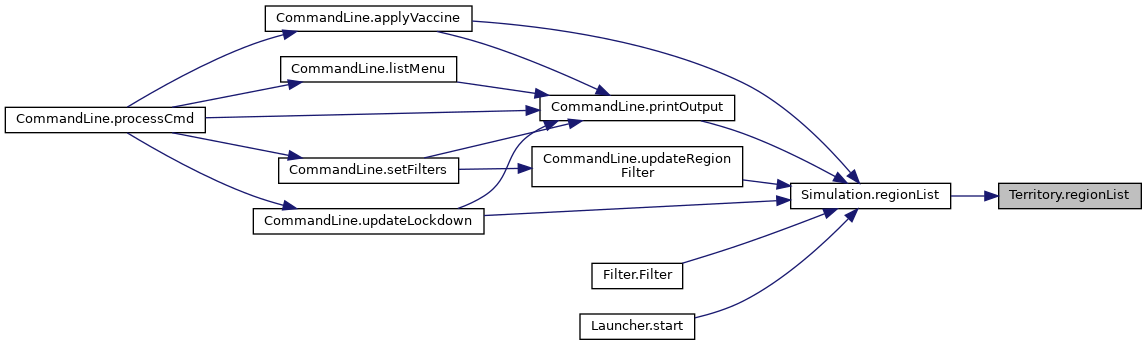 CommandLine.applyVaccine
CommandLine.listMenu
CommandLine.printOutput
CommandLine.processCmd
CommandLine.updateRegion
Filter
CommandLine.setFilters
Simulation.regionList
Territory.regionList
CommandLine.updateLockdown
Filter.Filter
Launcher.start